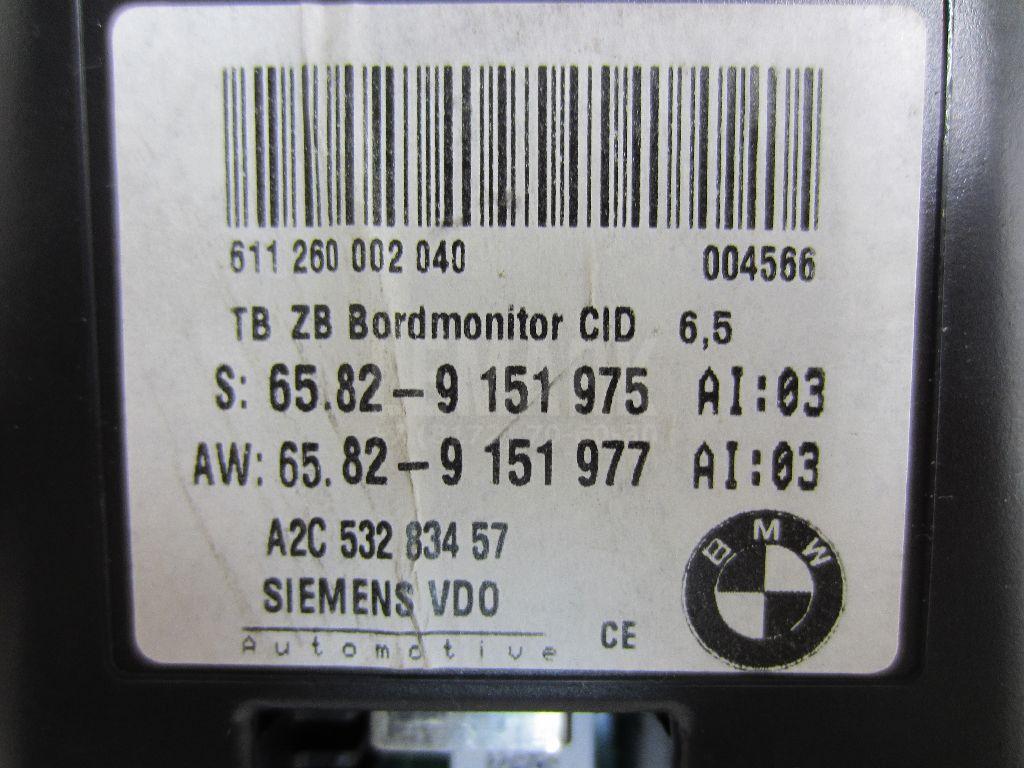 611 260 002 040 004566
TB ZB Bordmonitor CID 6,5
S: 65.82-9 151 975 AI:03
AW: 65.82-9 151 977 AI:03
A2C 532 834 57
SIEMENS VDO
Automotive
CE
BMW